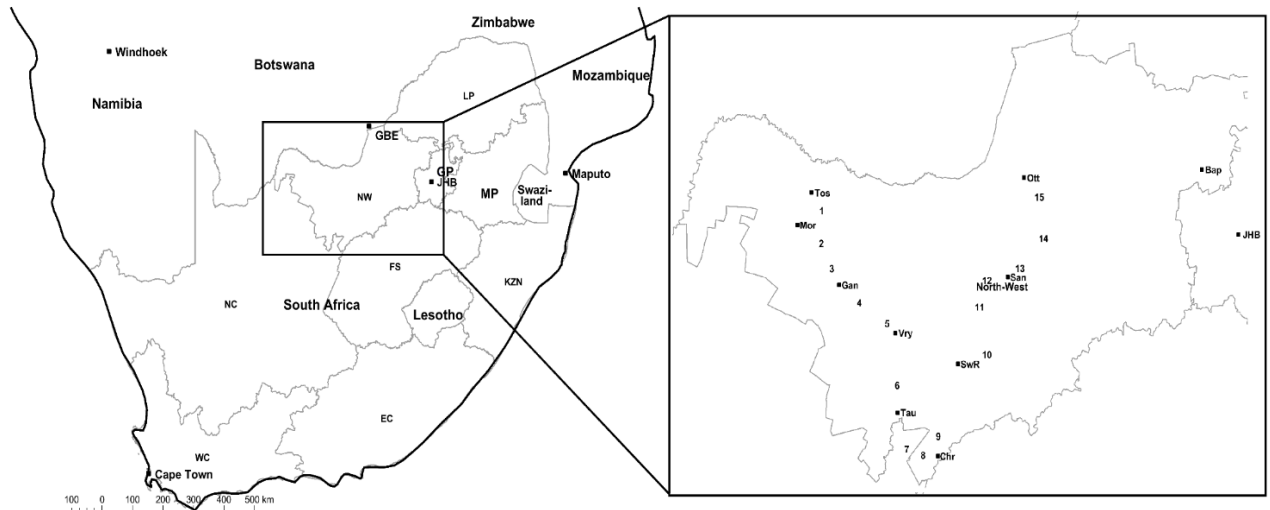 Zimbabwe
Windhoek
Botswana
Mozambique
Namibia
LP
GBE
GP
JHB
Maputo
MP
Swazi-
land
NW
FS
KZN
NC
South Africa
Lesotho
EC
WC
Cape Town
100 0 100 200 300 400 500 km
Ott
Bap
Tos
15
1
Mor
JHB
2
14
3
13
San
12
Gan
North-West
4
11
5
Vry
10
SwR
6
Tau
9
7
8
Chr